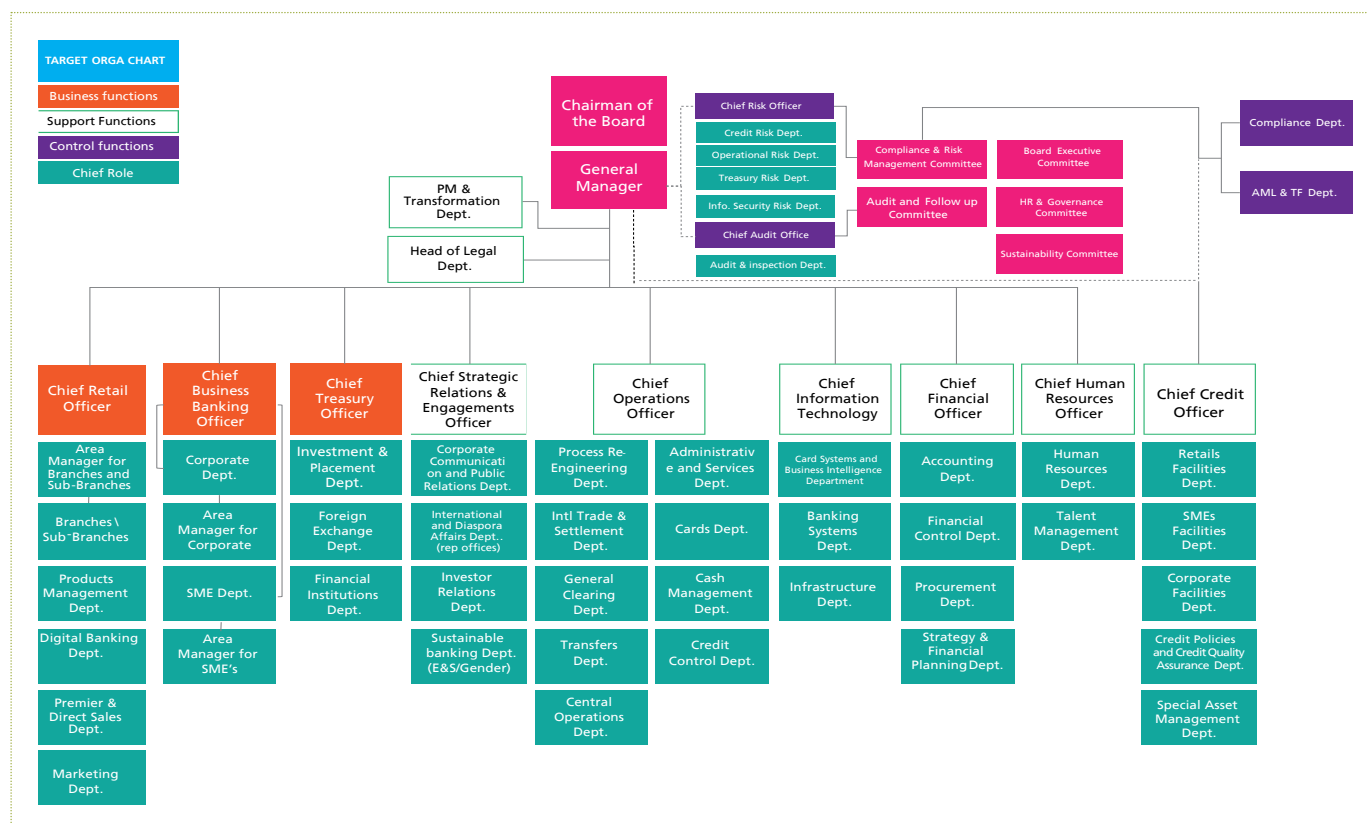 TARGET ORGA CHART
Business functions
Support Functions
Control functions
Chief Role
Chairman of
the Board
General
Manager
PM &
Transformation
Dept.
Head of Legal
Dept.
Chief Risk Officer
Credit Risk Dept.
Operational Risk Dept.
Treasury Risk Dept.
Info. Security Risk Dept.
Chief Audit Office
Audit & inspection Dept.
Compliance & Risk
Management Committee
Audit and Follow up
Committee
Board Executive
Committee
HR & Governance
Committee
Sustainability Committee
Compliance Dept.
AML & TF Dept.
Chief Retail
Officer
Area
Manager for
Branches and
Sub-Branches
Branches\
Sub-Branches
Products
Management
Dept.
Digital Banking
Dept.
Premier &
Direct Sales
Dept.
Marketing
Dept.
Chief
Business
Banking
Officer
Corporate
Dept.
Area
Manager for
Corporate
SME Dept.
Area
Manager for
SME's
Chief
Treasury
Officer
Investment &
Placement
Dept.
Foreign
Exchange
Dept.
Financial
Institutions
Dept.
Chief Strategic
Relations &
Engagements
Officer
Corporate
Communicati
on and Public
Relations Dept.
International
and Diaspora
Affairs Dept..
(rep offices)
Investor
Relations
Dept.
Sustainable
banking Dept.
(E&S/Gender)
Chief
Operations
Officer
Process Re-
Engineering
Dept.
Intl Trade &
Settlement
Dept.
General
Clearing
Dept.
Transfers
Dept.
Central
Operations
Dept.
Administrativ
e and Services
Dept.
Cards Dept.
Cash
Management
Dept.
Credit
Control Dept.
Chief
Information
Technology
Card Systems and
Business Intelligence
Department
Banking
Systems
Dept.
Infrastructure
Dept.
Chief
Financial
Officer
Accounting
Dept.
Financial
Control Dept.
Procurement
Dept.
Strategy &
Financial
Planning Dept.
Chief Human
Resources
Officer
Human
Resources
Dept.
Talent
Management
Dept.
Chief Credit
Officer
Retails
Facilities
Dept.
SMEs
Facilities
Dept.
Corporate
Facilities
Dept.
Credit Policies
and Credit Quality
Assurance Dept.
Special Asset
Management
Dept.